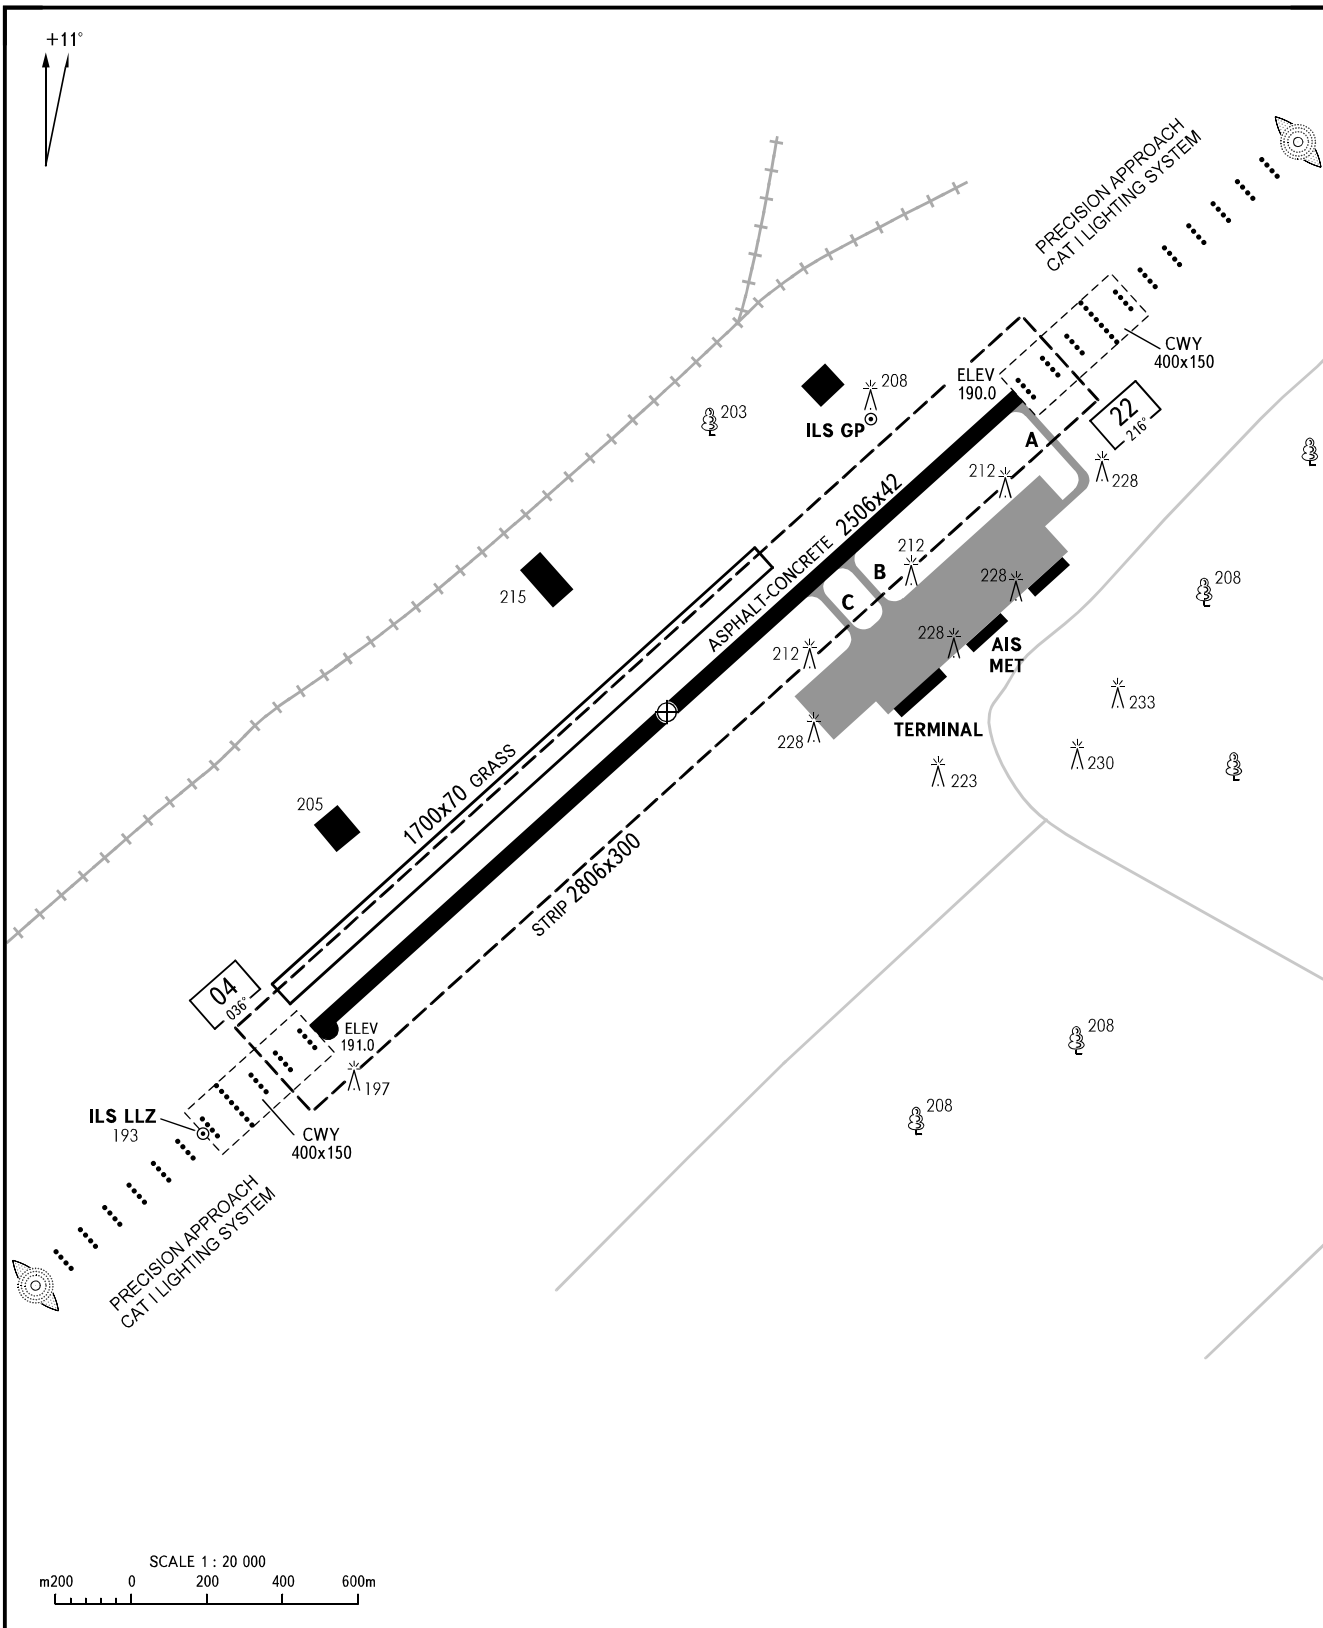 +11°
PRECISION APPROACH
CAT I LIGHTING SYSTEM
CWY
400x150
ELEV
190.0
22
216°
208
203
ILS GP
A
212
228
ASPHALT-CONCRETE 2506x42
212
B
228
C
208
215
228
AIS
MET
212
233
TERMINAL
228
230
223
1700x70 GRASS
205
STRIP 2806x300
04
036°
ELEV
191.0
208
197
208
ILS LLZ
193
CWY
400x150
PRECISION APPROACH
CAT I LIGHTING SYSTEM
SCALE 1 : 20 000
m200 0 200 400 600m